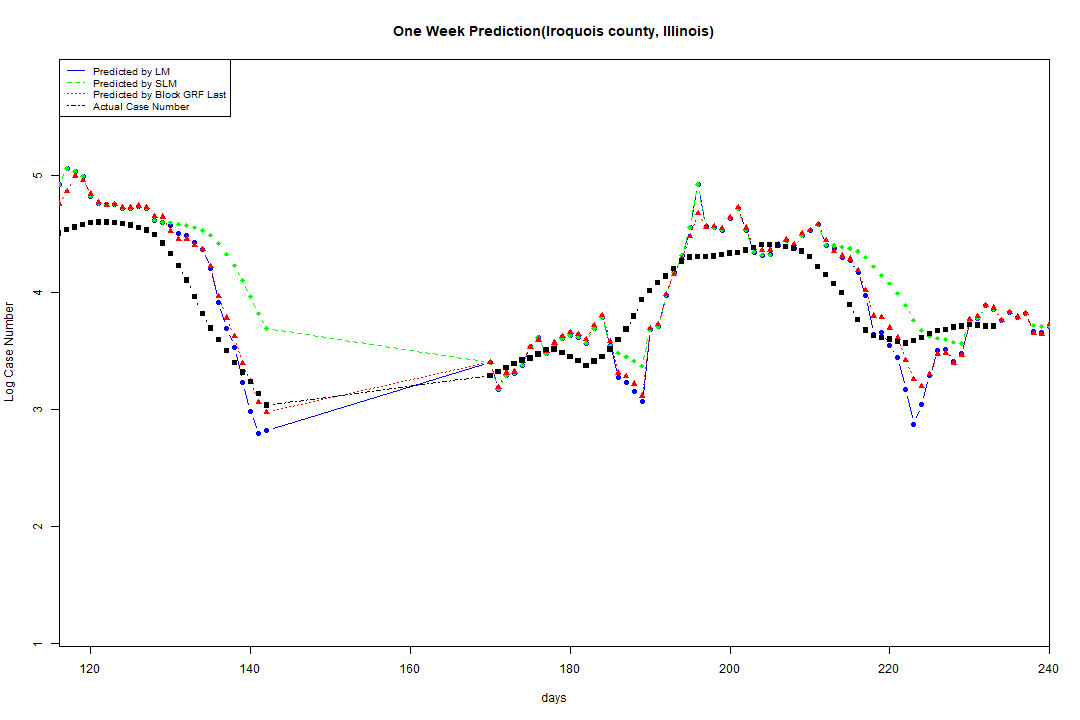 One Week Prediction(Iroquois county, Illinois)
Predicted by LM
Predicted by SLM
Predicted by Block GRF Last
Actual Case Number
Log Case Number
5
4
3
2
1
120 140 160 180 200 220 240
days